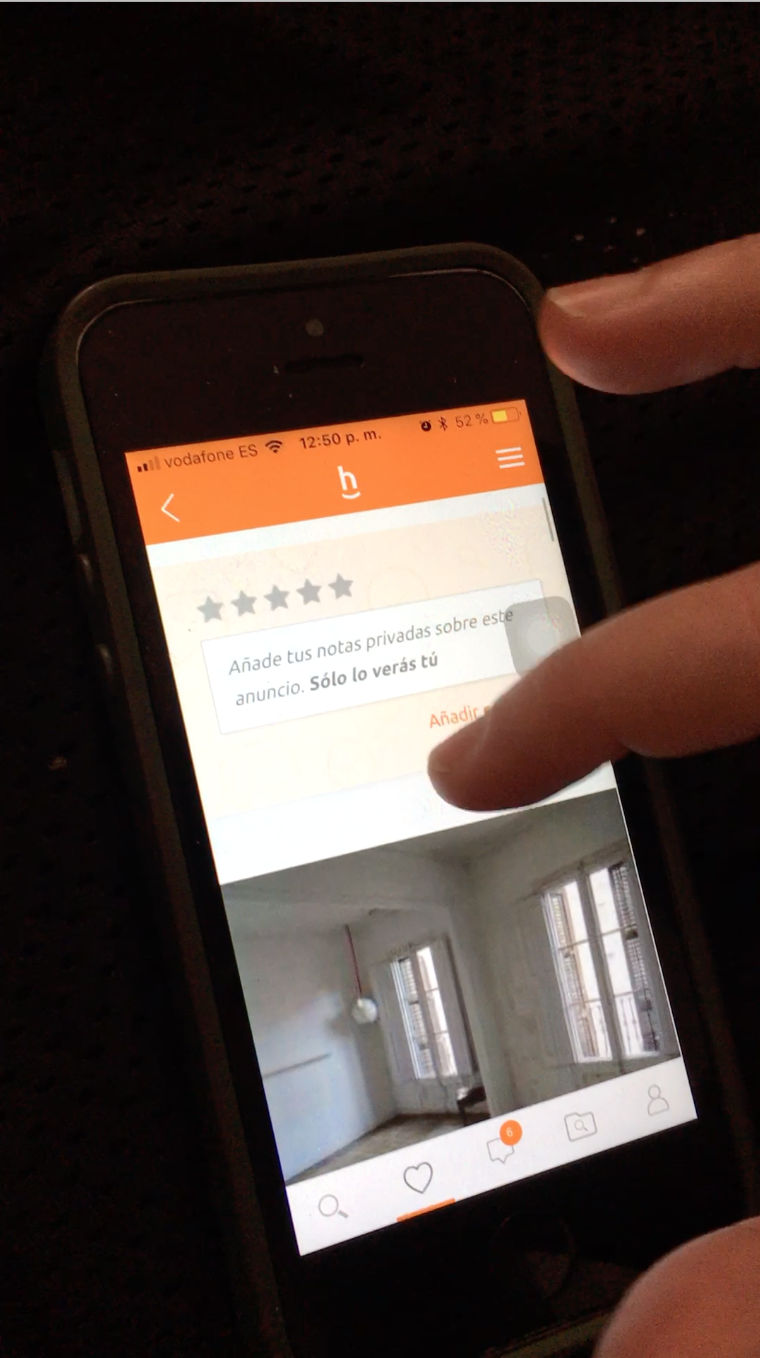 vodafone ES 12:50 p. m. 52 %
h
Añade tus notas privadas sobre este
anuncio. Sólo lo verás tú
Añadir
6